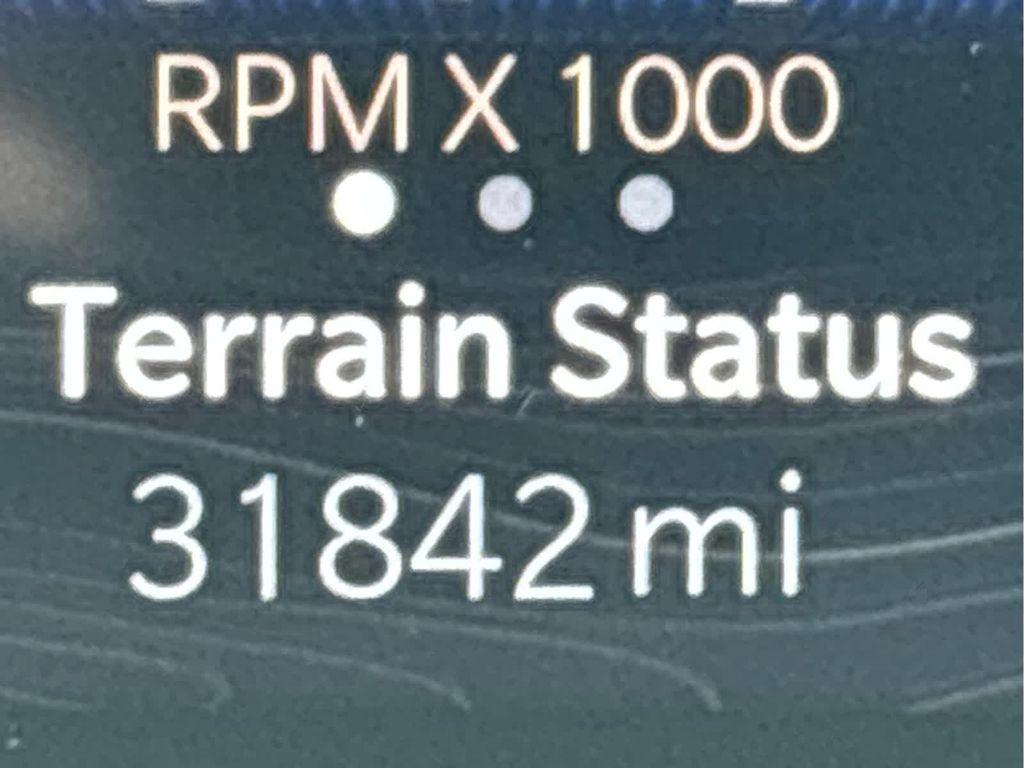 RPM X 1000
Terrain Status
31842 mi